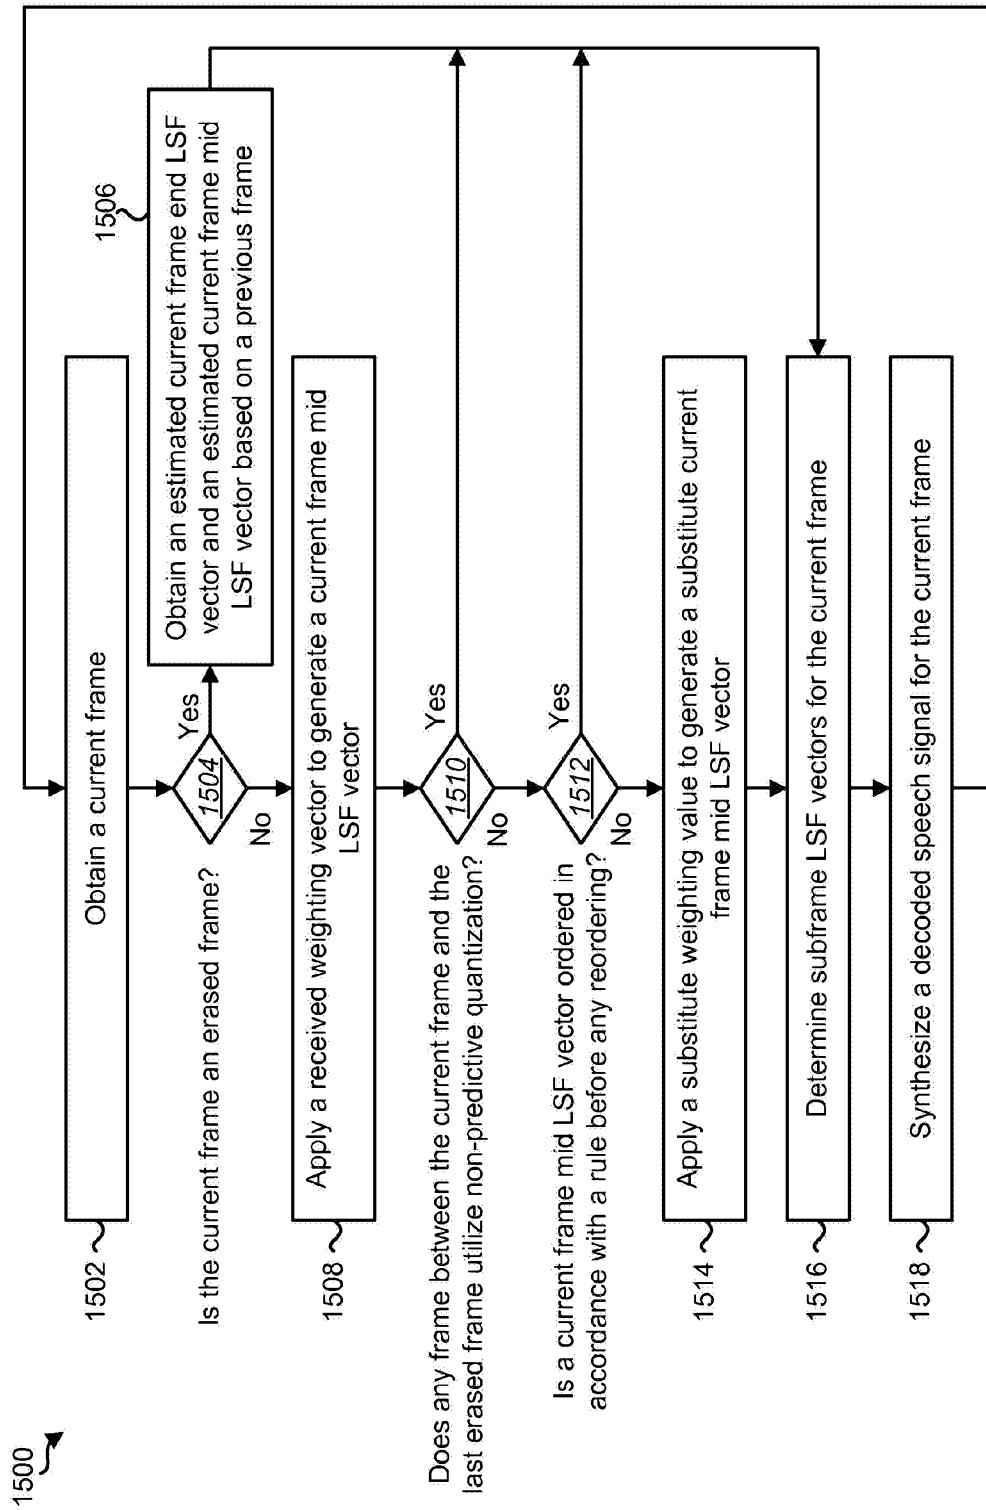 1500
1502
Obtain a current frame
Is the current frame an erased frame?
1504
Yes
No
1506
Obtain an estimated current frame end LSF
vector and an estimated current frame mid
LSF vector based on a previous frame
1508
Apply a received weighting vector to generate a current frame mid
LSF vector
Does any frame between the current frame and the
last erased frame utilize non-predictive quantization?
1510
Yes
No
Is a current frame mid LSF vector ordered in
accordance with a rule before any reordering?
1512
Yes
No
1514
Apply a substitute weighting value to generate a substitute current
frame mid LSF vector
1516
Determine subframe LSF vectors for the current frame
1518
Synthesize a decoded speech signal for the current frame